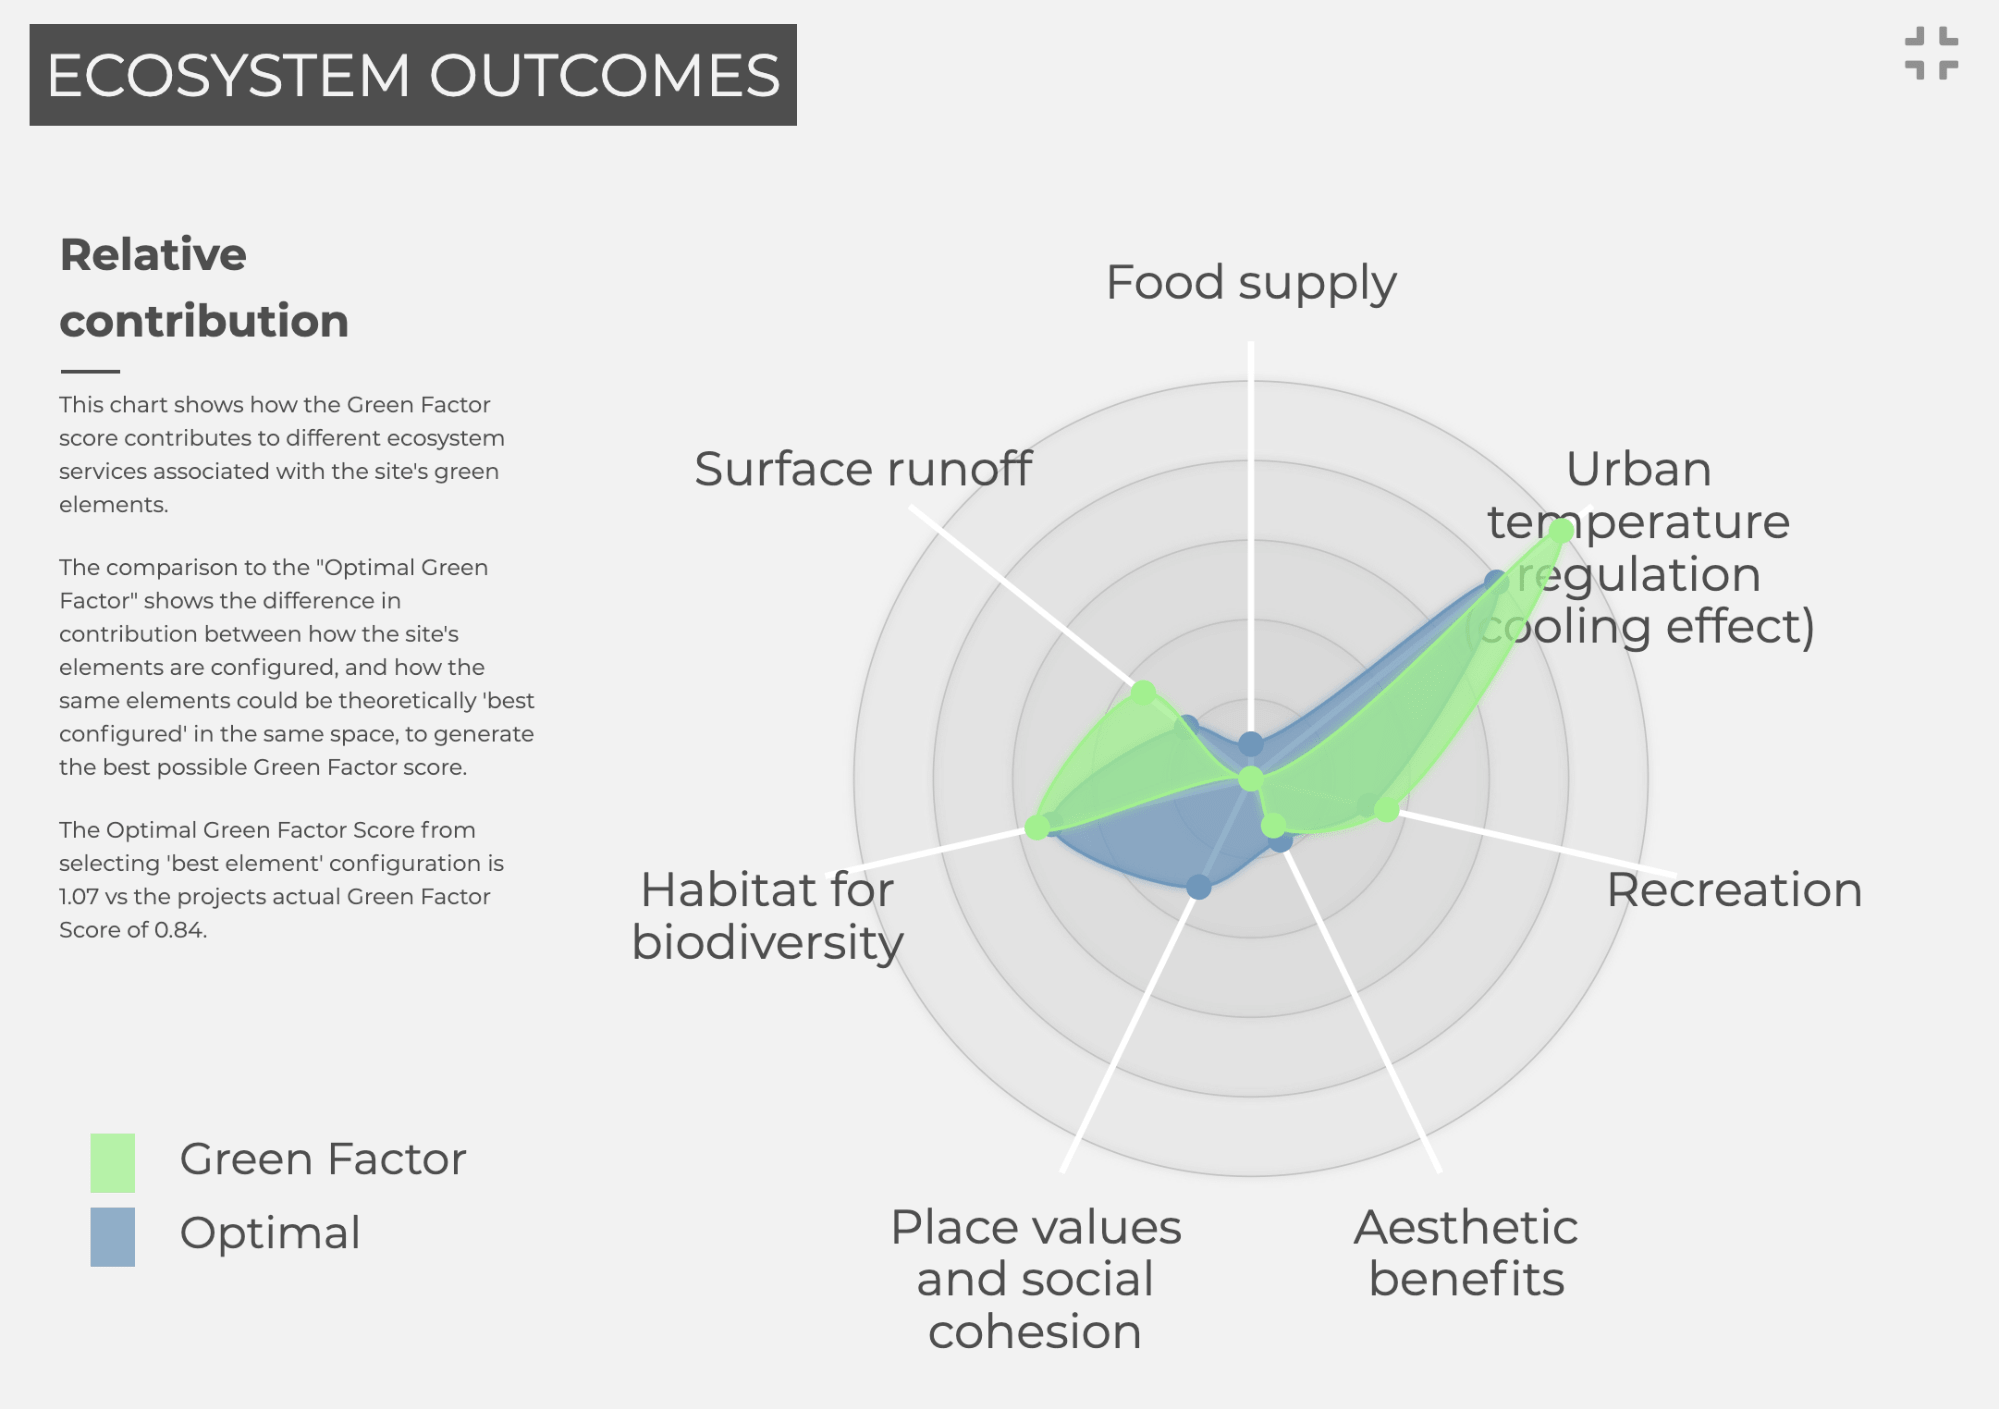 ECOSYSTEM OUTCOMES
Relative
contribution
This chart shows how the Green Factor
score contributes to different ecosystem
services associated with the site's green
elements.
The comparison to the "Optimal Green
Factor" shows the difference in
contribution between how the site's
elements are configured, and how the
same elements could be theoretically 'best
configured' in the same space, to generate
the best possible Green Factor score.
The Optimal Green Factor Score from
selecting 'best element' configuration is
1.07 vs the projects actual Green Factor
Score of 0.84.
Green Factor
Optimal
Food supply
Urban
temperature
regulation
(cooling effect)
Recreation
Aesthetic
benefits
Place values
and social
cohesion
Habitat for
biodiversity
Surface runoff